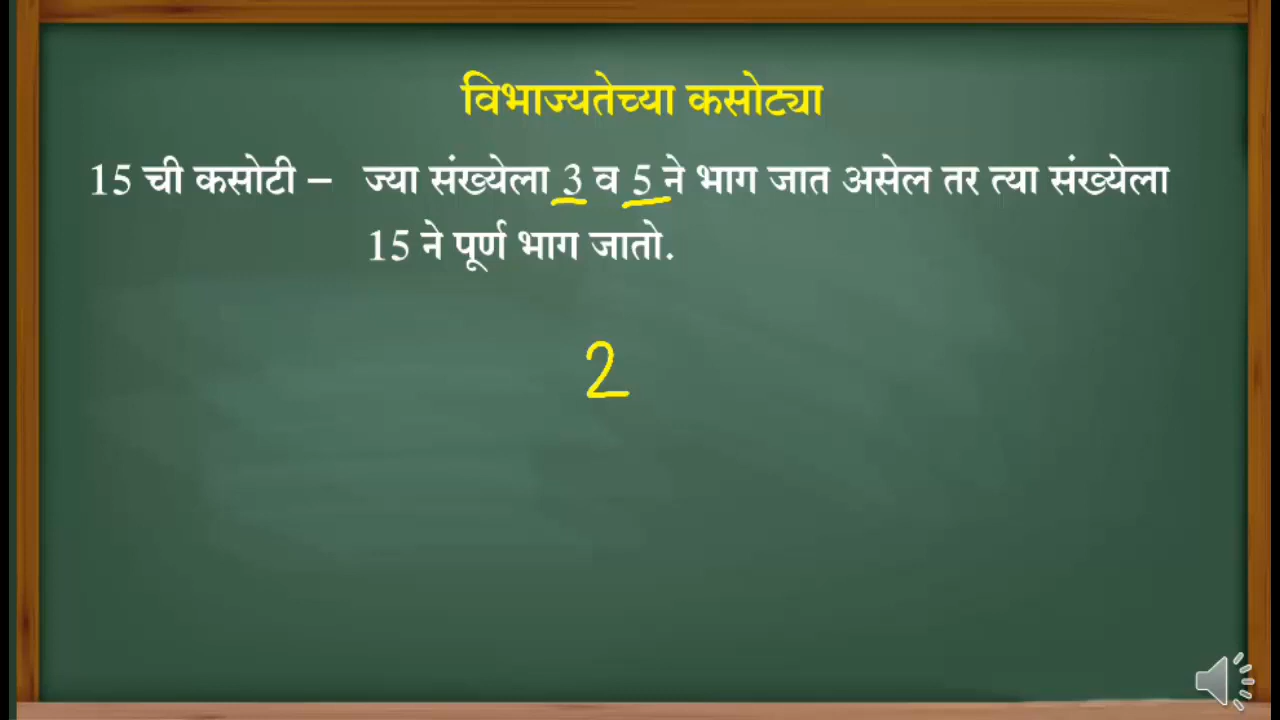 विभाज्यतेच्या कसोट्या
15 ची कसोटी – ज्या संख्येला 3 व 5 ने भाग जात असेल तर त्या संख्येला
15 ने पूर्ण भाग जातो.
2